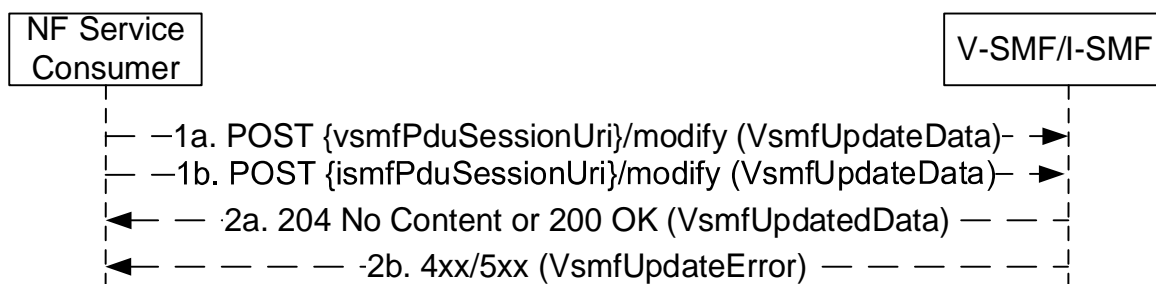 NF Service
Consumer
V-SMF/I-SMF
1a. POST {vsmfPduSessionUri}/modify (VsmfUpdateData)
1b. POST {ismfPduSessionUri}/modify (VsmfUpdateData)
2a. 204 No Content or 200 OK (VsmfUpdatedData)
2b. 4xx/5xx (VsmfUpdateError)